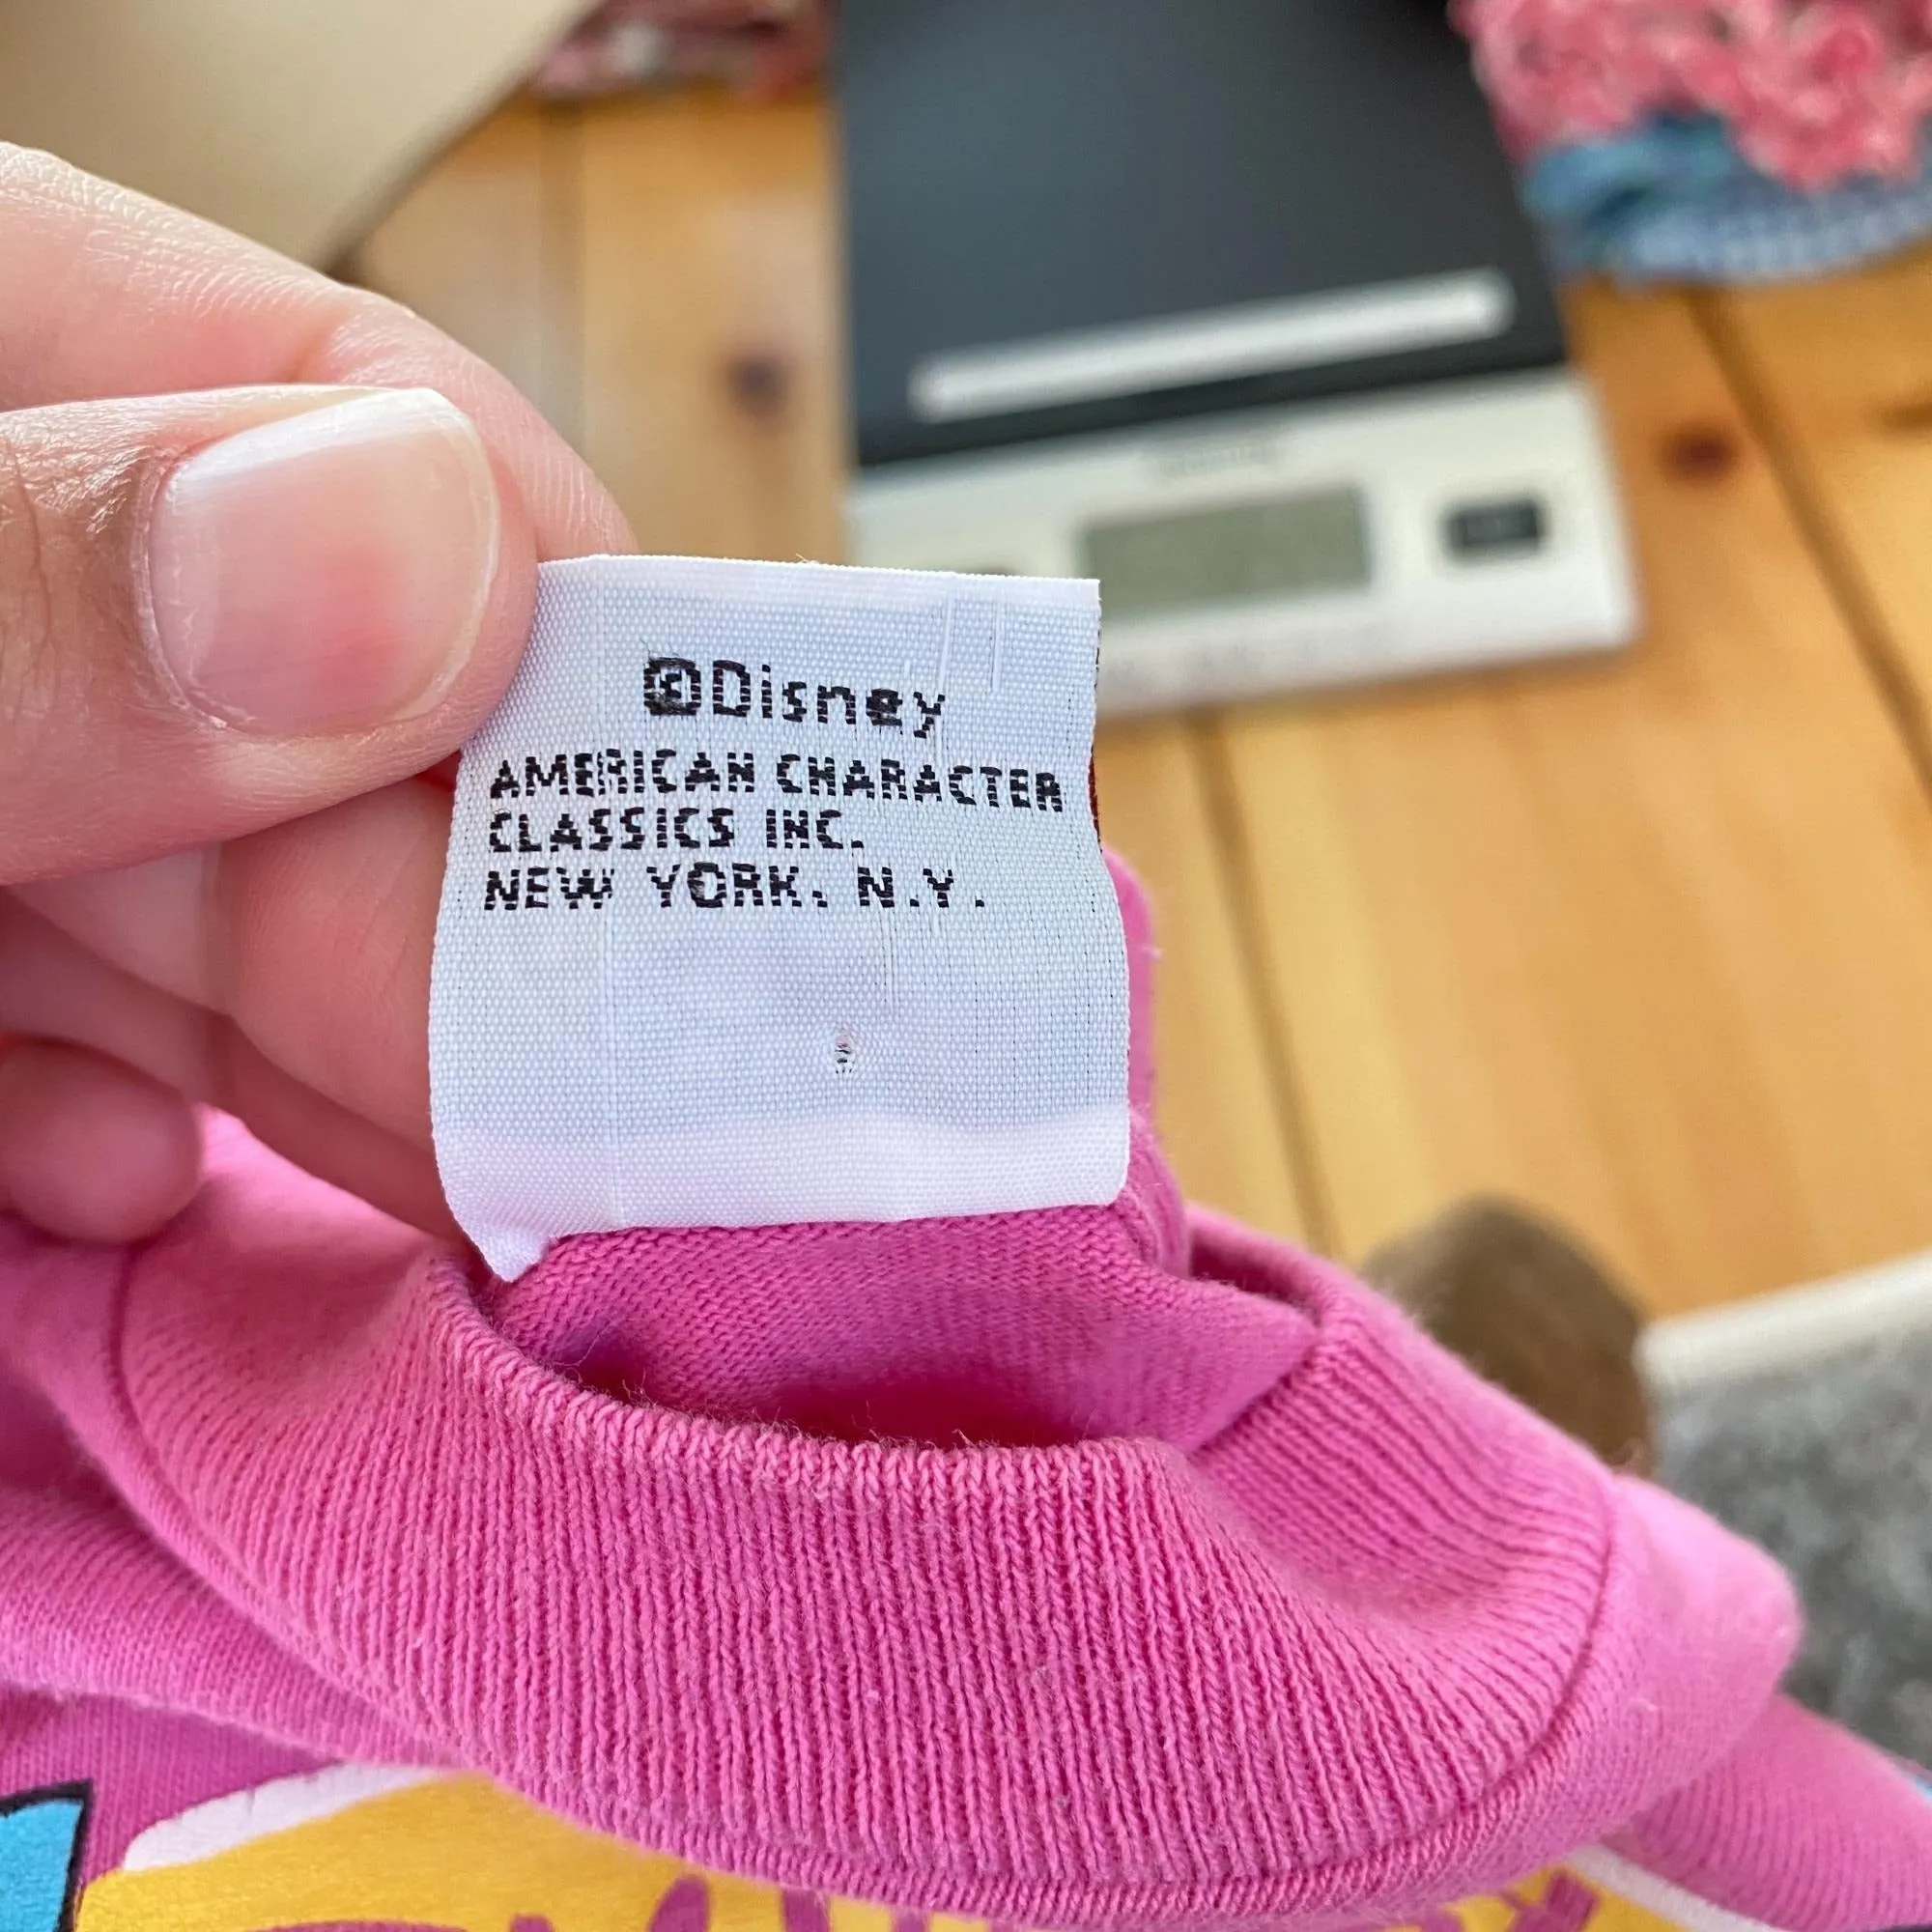 ©Disney
AMERICAN CHARACTER
CLASSICS INC.
NEW YORK, N.Y.